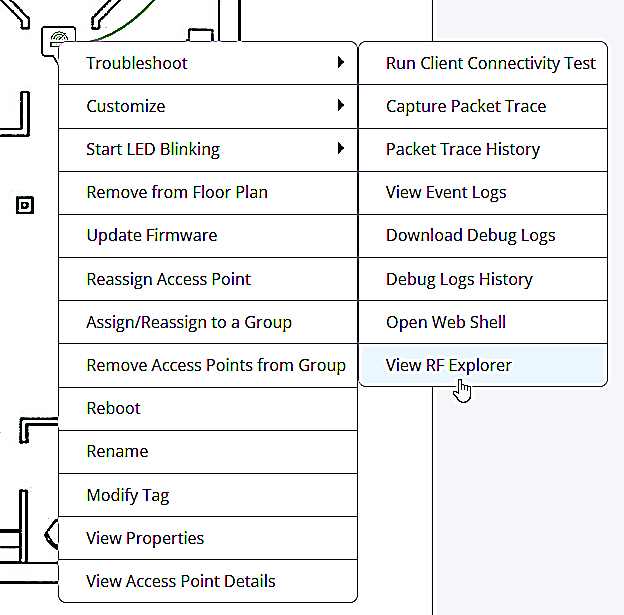 Troubleshoot
Customize
Start LED Blinking
Remove from Floor Plan
Update Firmware
Reassign Access Point
Assign/Reassign to a Group
Remove Access Points from Group
Reboot
Rename
Modify Tag
View Properties
View Access Point Details
Run Client Connectivity Test
Capture Packet Trace
Packet Trace History
View Event Logs
Download Debug Logs
Debug Logs History
Open Web Shell
View RF Explorer